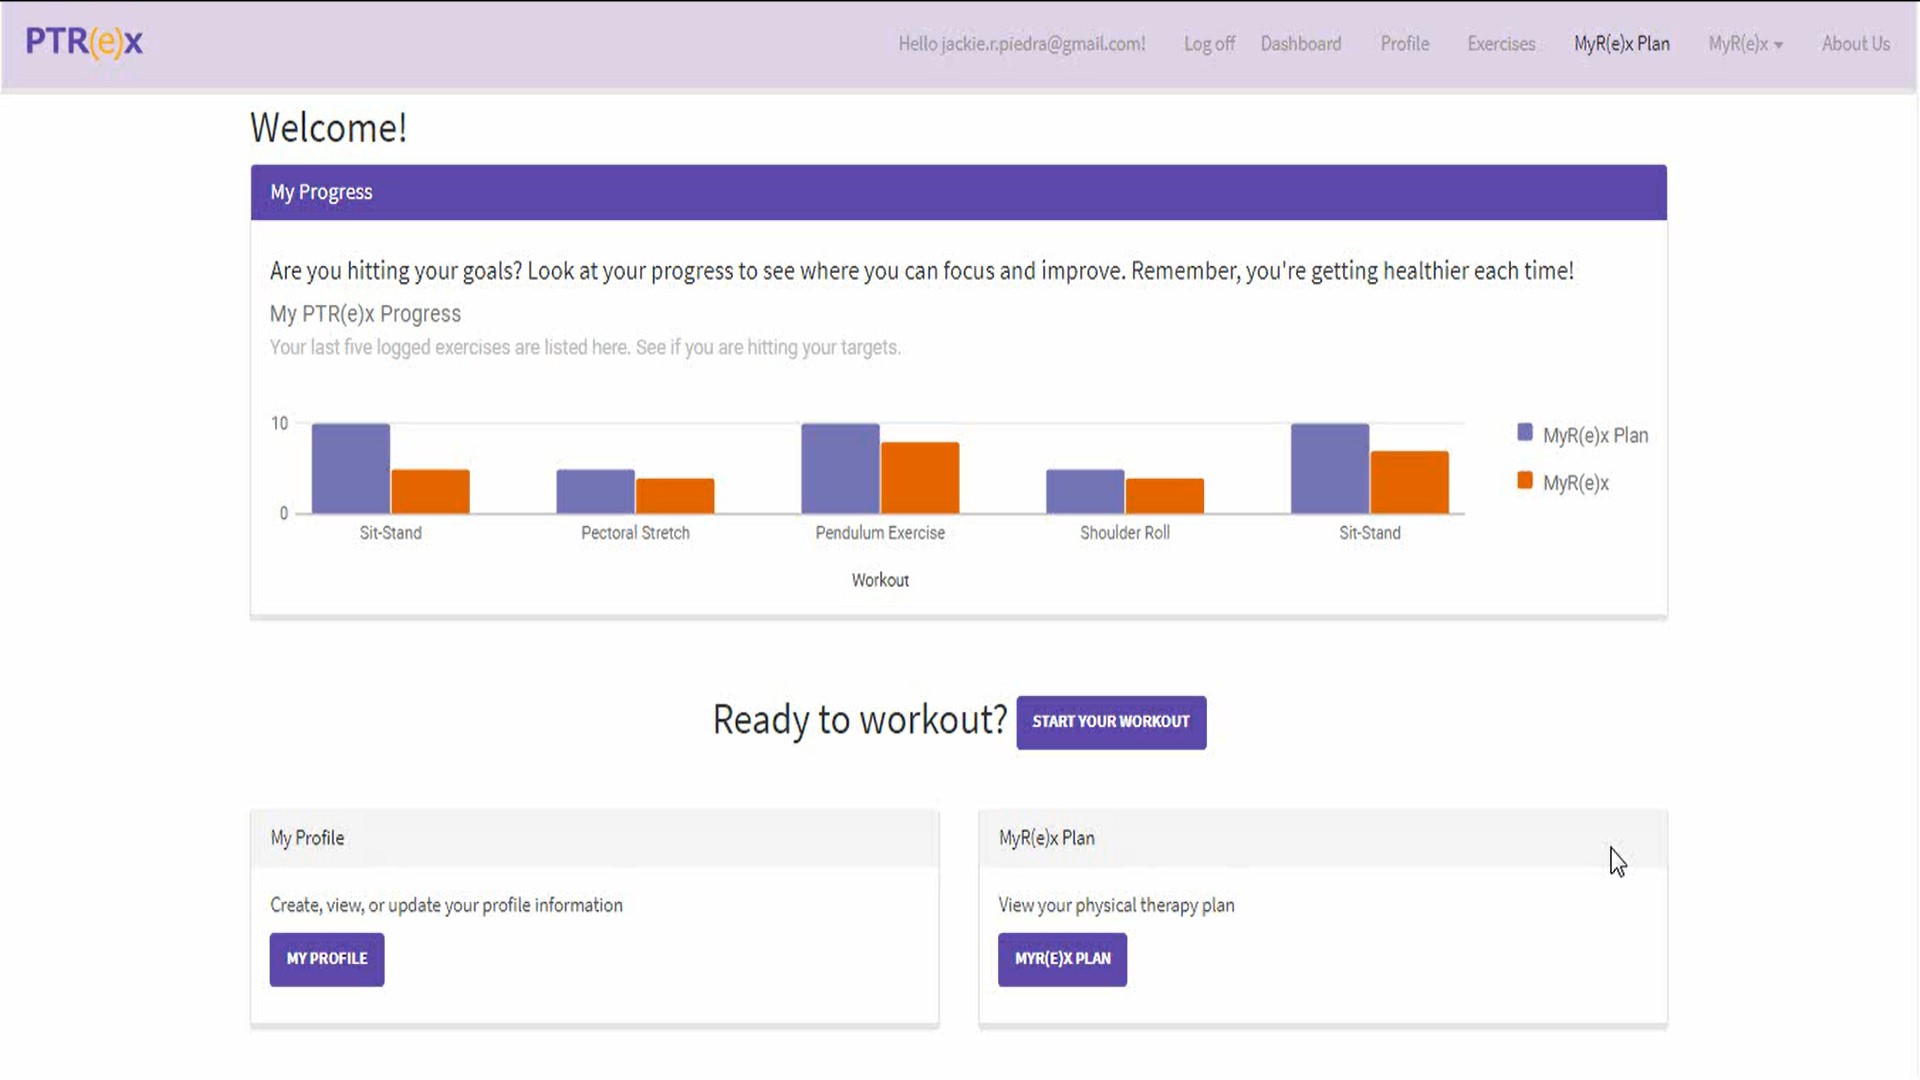 PTR(e)x
Hello jackie.r.piedra@gmail.com! Log off Dashboard Profile Exercises MyR(e)x Plan MyR(e)x About Us
Welcome!
My Progress
Are you hitting your goals? Look at your progress to see where you can focus and improve. Remember, you're getting healthier each time!
My PTR(e)x Progress
Your last five logged exercises are listed here. See if you are hitting your targets.
10
0
Sit-Stand Pectoral Stretch Pendulum Exercise Shoulder Roll Sit-Stand
Workout
MyR(e)x Plan
MyR(e)x
Ready to workout? START YOUR WORKOUT
My Profile
Create, view, or update your profile information
MY PROFILE
MyR(e)x Plan
View your physical therapy plan
MYR(E)X PLAN